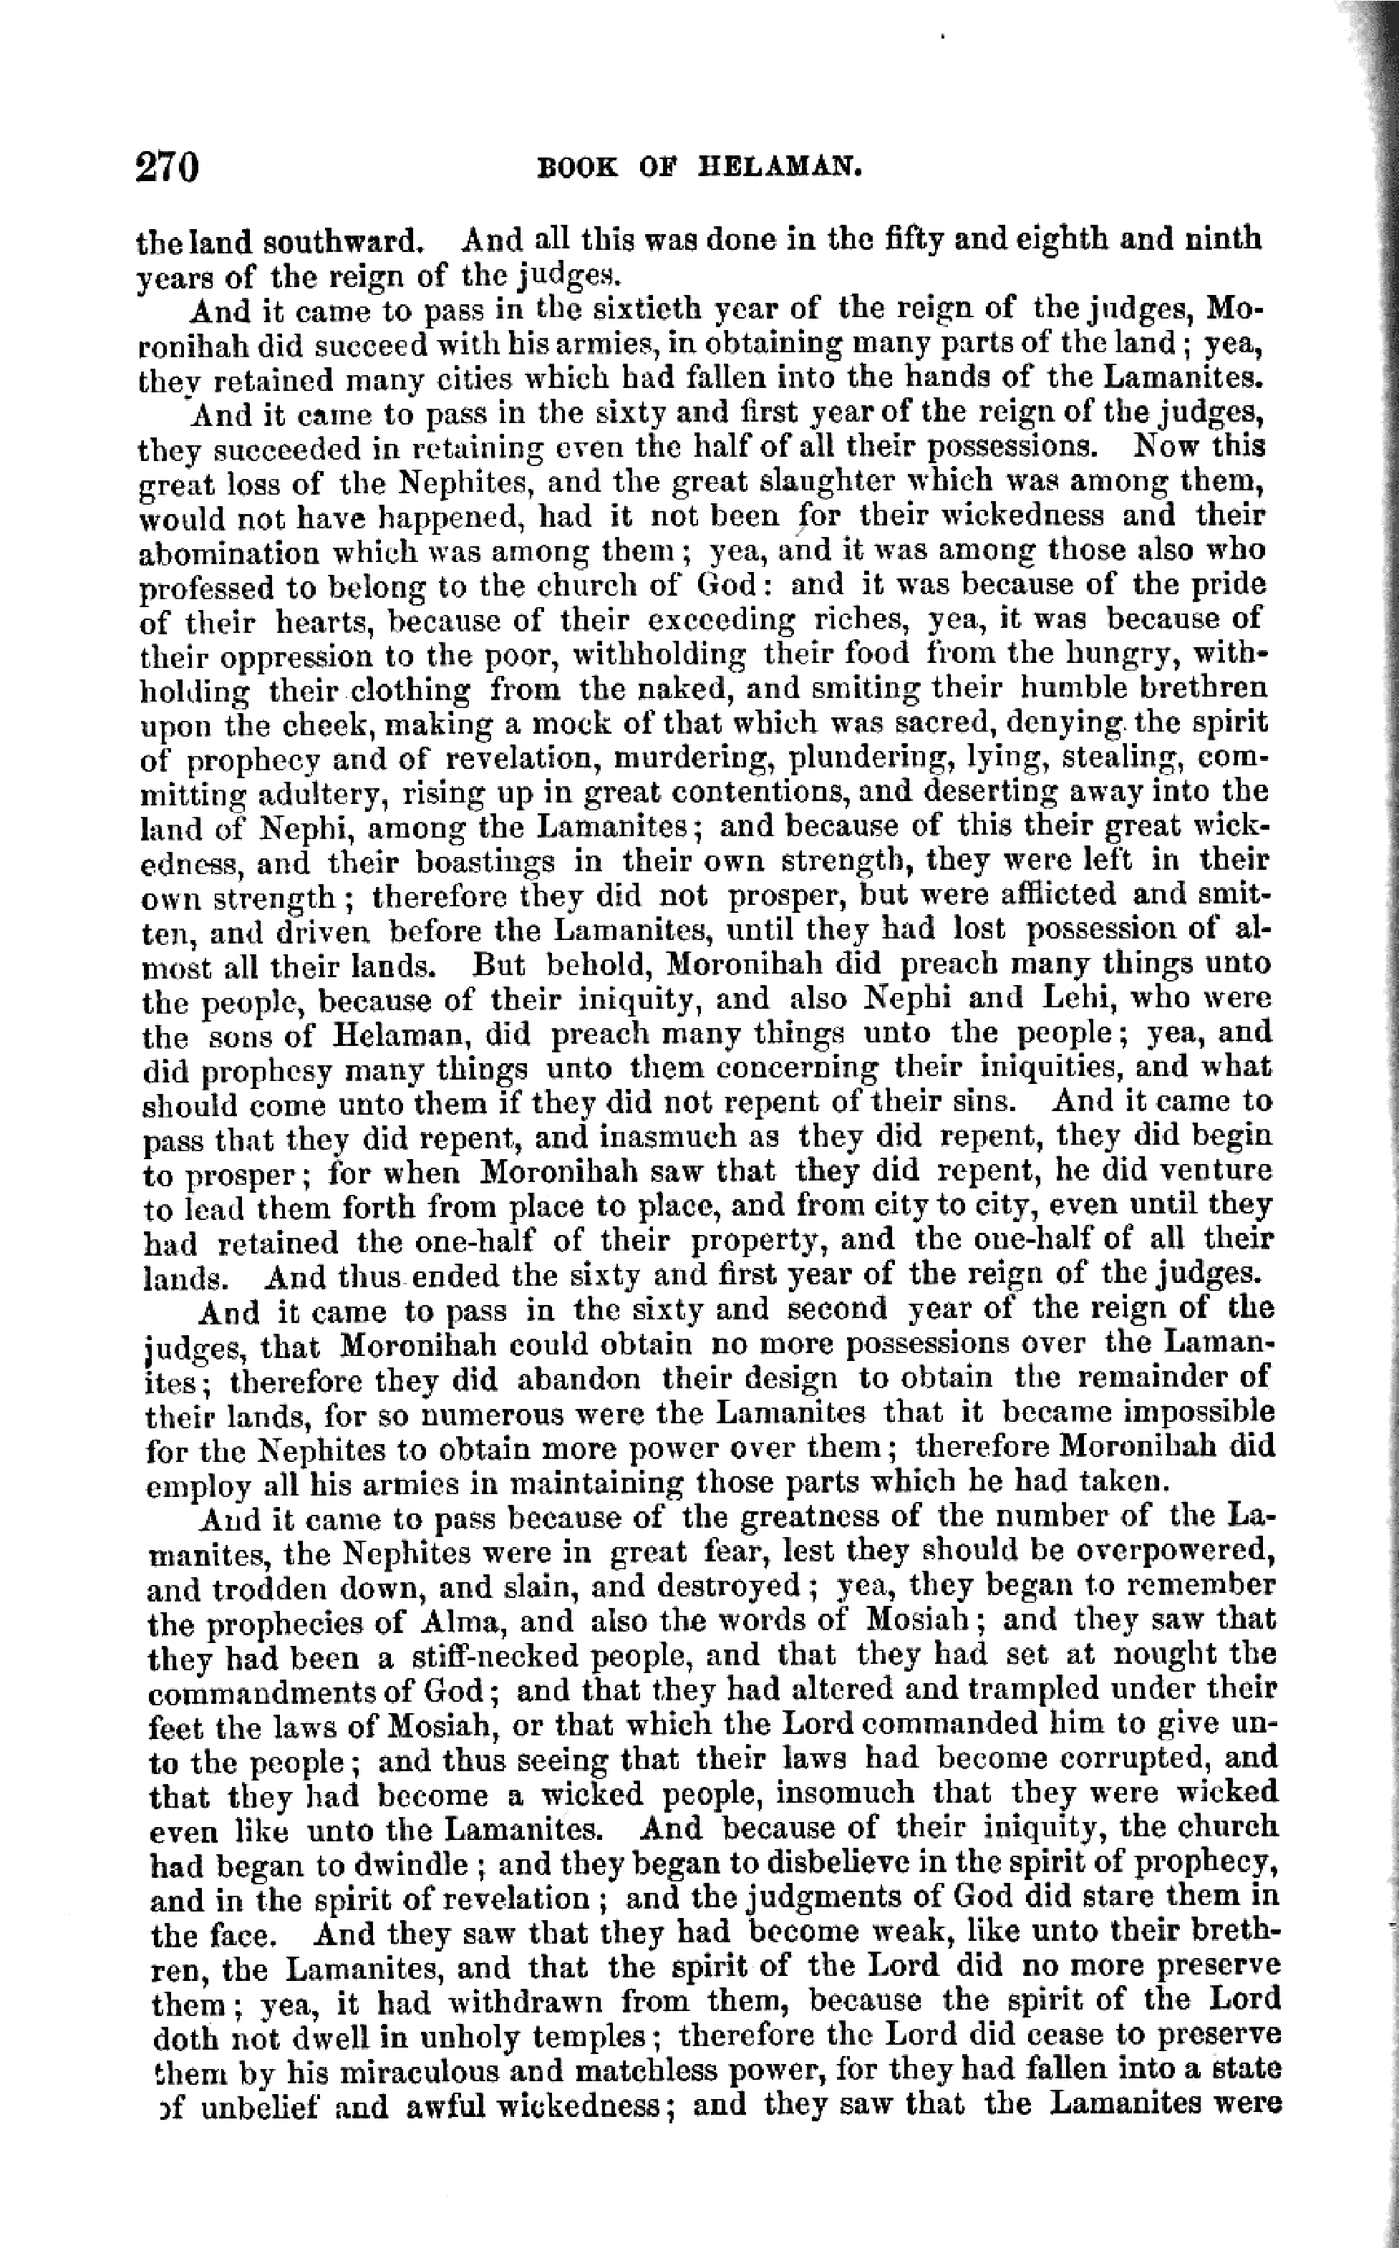 270 BOOK OF HELAMAN.
the land southward. And all this was done in the fifty and eighth and ninth
years of the reign of the judges.
And it came to pass in the sixtieth year of the reign of the judges, Mo-
ronihah did succeed with his armies, in obtaining many parts of the land; yea,
they retained many cities which had fallen into the hands of the Lamanites.
And it came to pass in the sixty and first year of the reign of the judges,
they succeeded in retaining even the half of all their possessions. Now this
great loss of the Nephites, and the great slaughter which was among them,
would not have happened, had it not been for their wickedness and their
abomination which was among them; yea, and it was among those also who
professed to belong to the church of God: and it was because of the pride
of their hearts, because of their exceeding riches, yea, it was because of
their oppression to the poor, withholding their food from the hungry, with-
holding their clothing from the naked, and smiting their humble brethren
upon the cheek, making a mock of that which was sacred, denying the spirit
of prophecy and of revelation, murdering, plundering, lying, stealing, com-
mitting adultery, rising up in great contentions, and deserting away into the
land of Nephi, among the Lamanites; and because of this their great wick-
edness, and their boastings in their own strength, they were left in their
own strength; therefore they did not prosper, but were afflicted and smit-
ten, and driven before the Lamanites, until they had lost possession of al-
most all their lands. But behold, Moronihah did preach many things unto
the people, because of their iniquity, and also Nephi and Lehi, who were
the sons of Helaman, did preach many things unto the people; yea, and
did prophesy many things unto them concerning their iniquities, and what
should come unto them if they did not repent of their sins. And it came to
pass that they did repent, and inasmuch as they did repent, they did begin
to prosper; for when Moronihah saw that they did repent, he did venture
to lead them forth from place to place, and from city to city, even until they
had retained the one-half of their property, and the one-half of all their
lands. And thus ended the sixty and first year of the reign of the judges.
And it came to pass in the sixty and second year of the reign of the
judges, that Moronihah could obtain no more possessions over the Laman-
ites; therefore they did abandon their design to obtain the remainder of
their lands, for so numerous were the Lamanites that it became impossible
for the Nephites to obtain more power over them; therefore Moronihah did
employ all his armies in maintaining those parts which he had taken.
And it came to pass because of the greatness of the number of the La-
manites, the Nephites were in great fear, lest they should be overpowered,
and trodden down, and slain, and destroyed; yea, they began to remember
the prophecies of Alma, and also the words of Mosiah; and they saw that
they had been a stiff-necked people, and that they had set at nought the
commandments of God; and that they had altered and trampled under their
feet the laws of Mosiah, or that which the Lord commanded him to give un-
to the people; and thus seeing that their laws had become corrupted, and
that they had become a wicked people, insomuch that they were wicked
even like unto the Lamanites. And because of their iniquity, the church
had began to dwindle; and they began to disbelieve in the spirit of prophecy,
and in the spirit of revelation; and the judgments of God did stare them in
the face. And they saw that they had become weak, like unto their breth-
ren, the Lamanites, and that the spirit of the Lord did no more preserve
them; yea, it had withdrawn from them, because the spirit of the Lord
doth not dwell in unholy temples; therefore the Lord did cease to preserve
them by his miraculous and matchless power, for they had fallen into a state
of unbelief and awful wickedness; and they saw that the Lamanites were